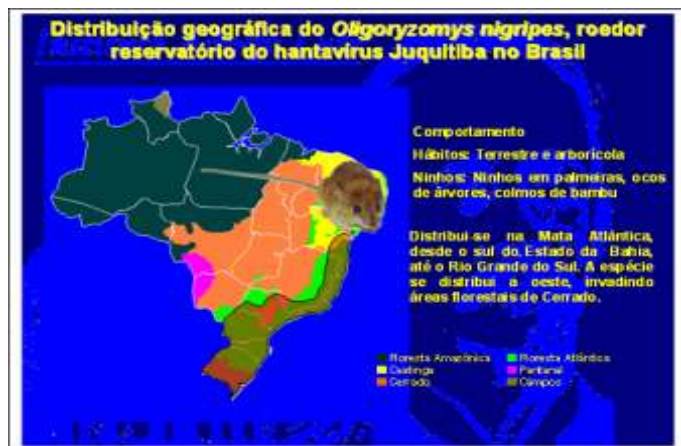 Distribuição geográfica do Oligoryzomys nigripes, roedor
reservatório do hantavírus Juquitiba no Brasil
Comportamento
Hábitos: Terrestre e arborícola
Ninhos: Ninhos em palmeiras, ocos
de árvores, colmos de bambu
Distribui-se na Mata Atlântica,
desde o sul do Estado da Bahia,
até o Rio Grande do Sul. A espécie
se distribui a oeste, invadindo
áreas florestais de Cerrado.
Floresta Amazônica
Floresta Atlântica
Caatinga
Pantanal
Cerrado
Campos